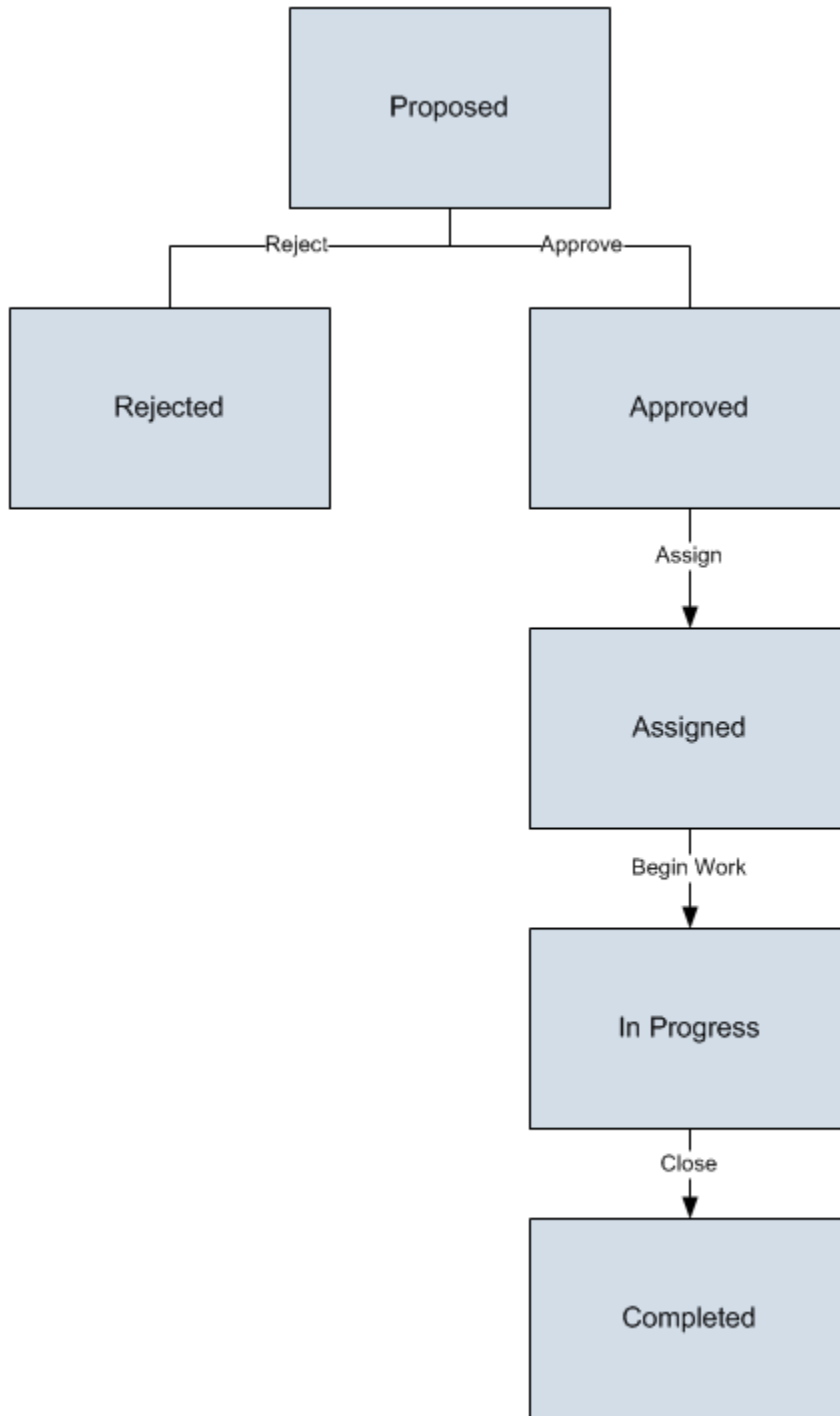 Proposed
Reject
Approve
Rejected
Approved
Assign
Assigned
Begin Work
In Progress
Close
Completed